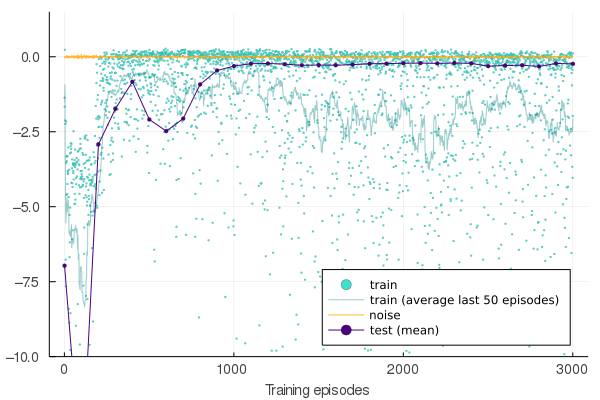 0.0
−2.5
−5.0
−7.5
−10.0
0
1000
2000
3000
Training episodes
train
train (average last 50 episodes)
noise
test (mean)